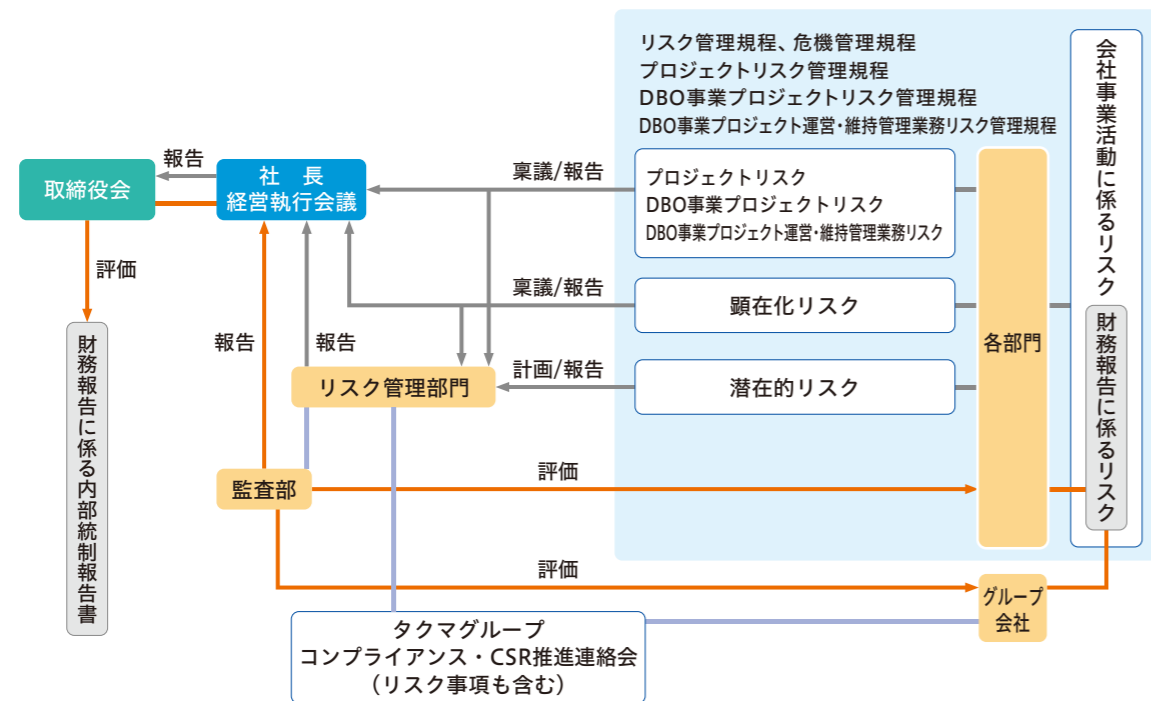 リスク管理規程、危機管理規程
プロジェクトリスク管理規程
DBO事業プロジェクトリスク管理規程
DBO事業プロジェクト運営・維持管理業務リスク管理規程
会社事業活動に係るリスク
財務報告に係るリスク
取締役会
報告
社　長
経営執行会議
稟議/報告
プロジェクトリスク
DBO事業プロジェクトリスク
DBO事業プロジェクト運営・維持管理業務リスク
評価
稟議/報告
顕在化リスク
各部門
財務報告に係る内部統制報告書
報告
報告
計画/報告
潜在的リスク
リスク管理部門
監査部
評価
評価
グループ
会社
タクマグループ
コンプライアンス・CSR推進連絡会
（リスク事項も含む）